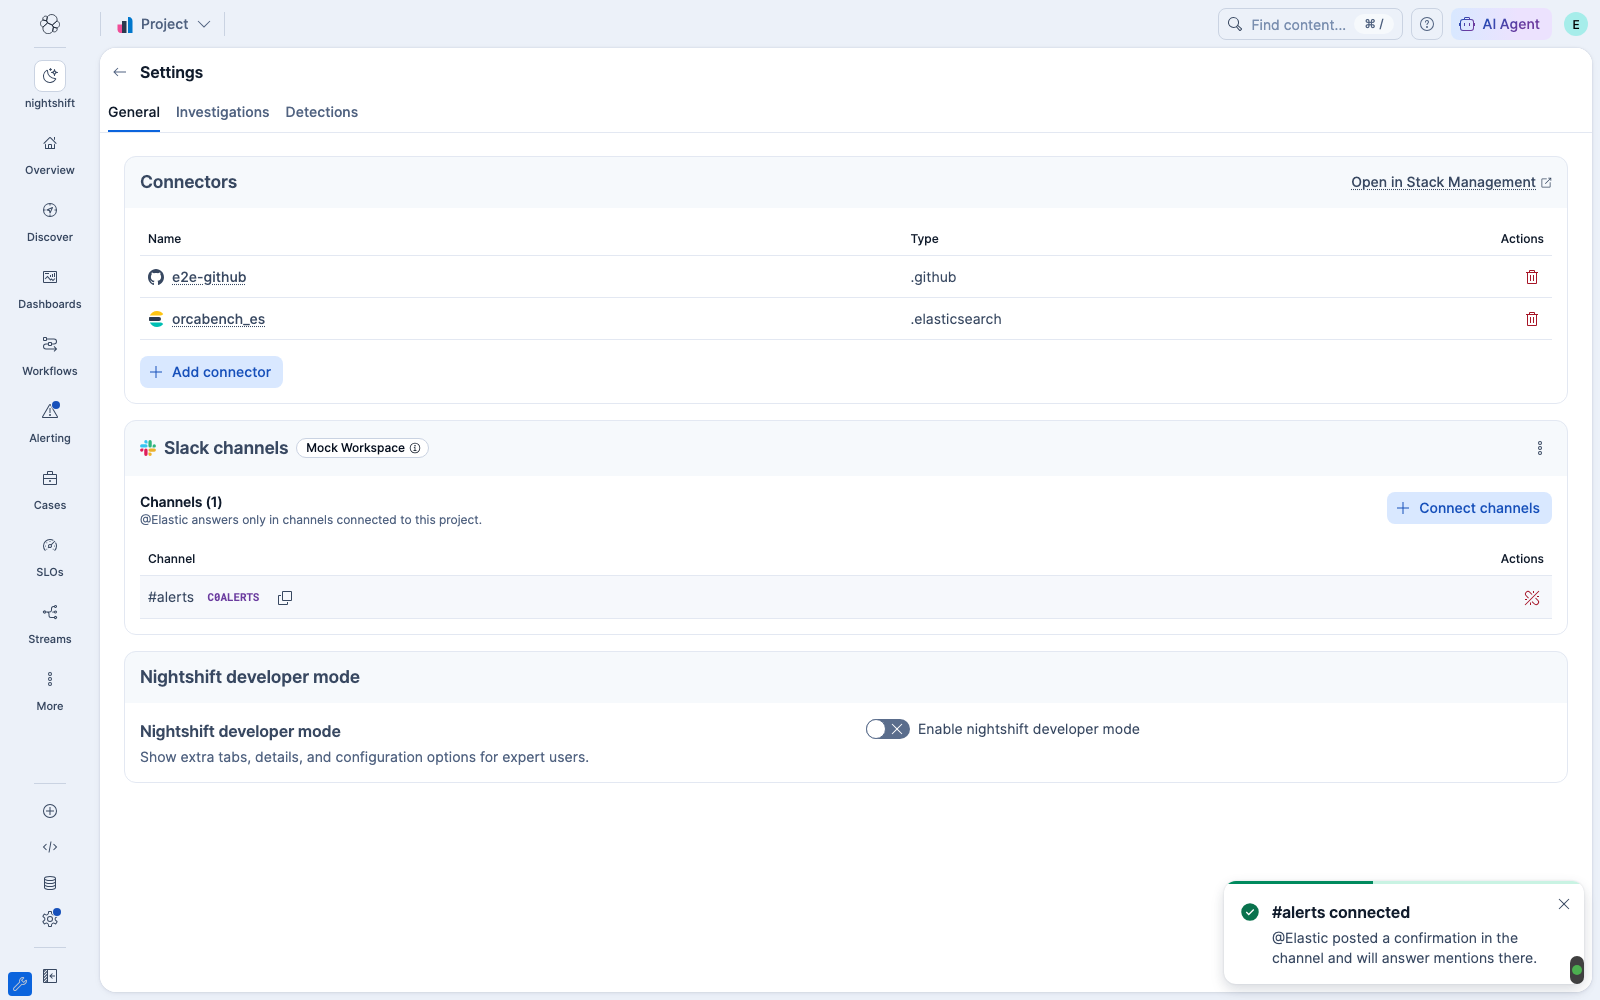 Project
Find content...
⌘ /
AI Agent
E
nightshift
Overview
Discover
Dashboards
Workflows
Alerting
Cases
SLOs
Streams
More
Settings
General
Investigations
Detections
Connectors
Open in Stack Management
Name
Type
Actions
e2e-github
.github
orcabench_es
.elasticsearch
Add connector
Slack channels
Mock Workspace
Channels (1)
@Elastic answers only in channels connected to this project.
Connect channels
Channel
Actions
#alerts
C0ALERTS
Nightshift developer mode
Nightshift developer mode
Show extra tabs, details, and configuration options for expert users.
Enable nightshift developer mode
#alerts connected
@Elastic posted a confirmation in the
channel and will answer mentions there.